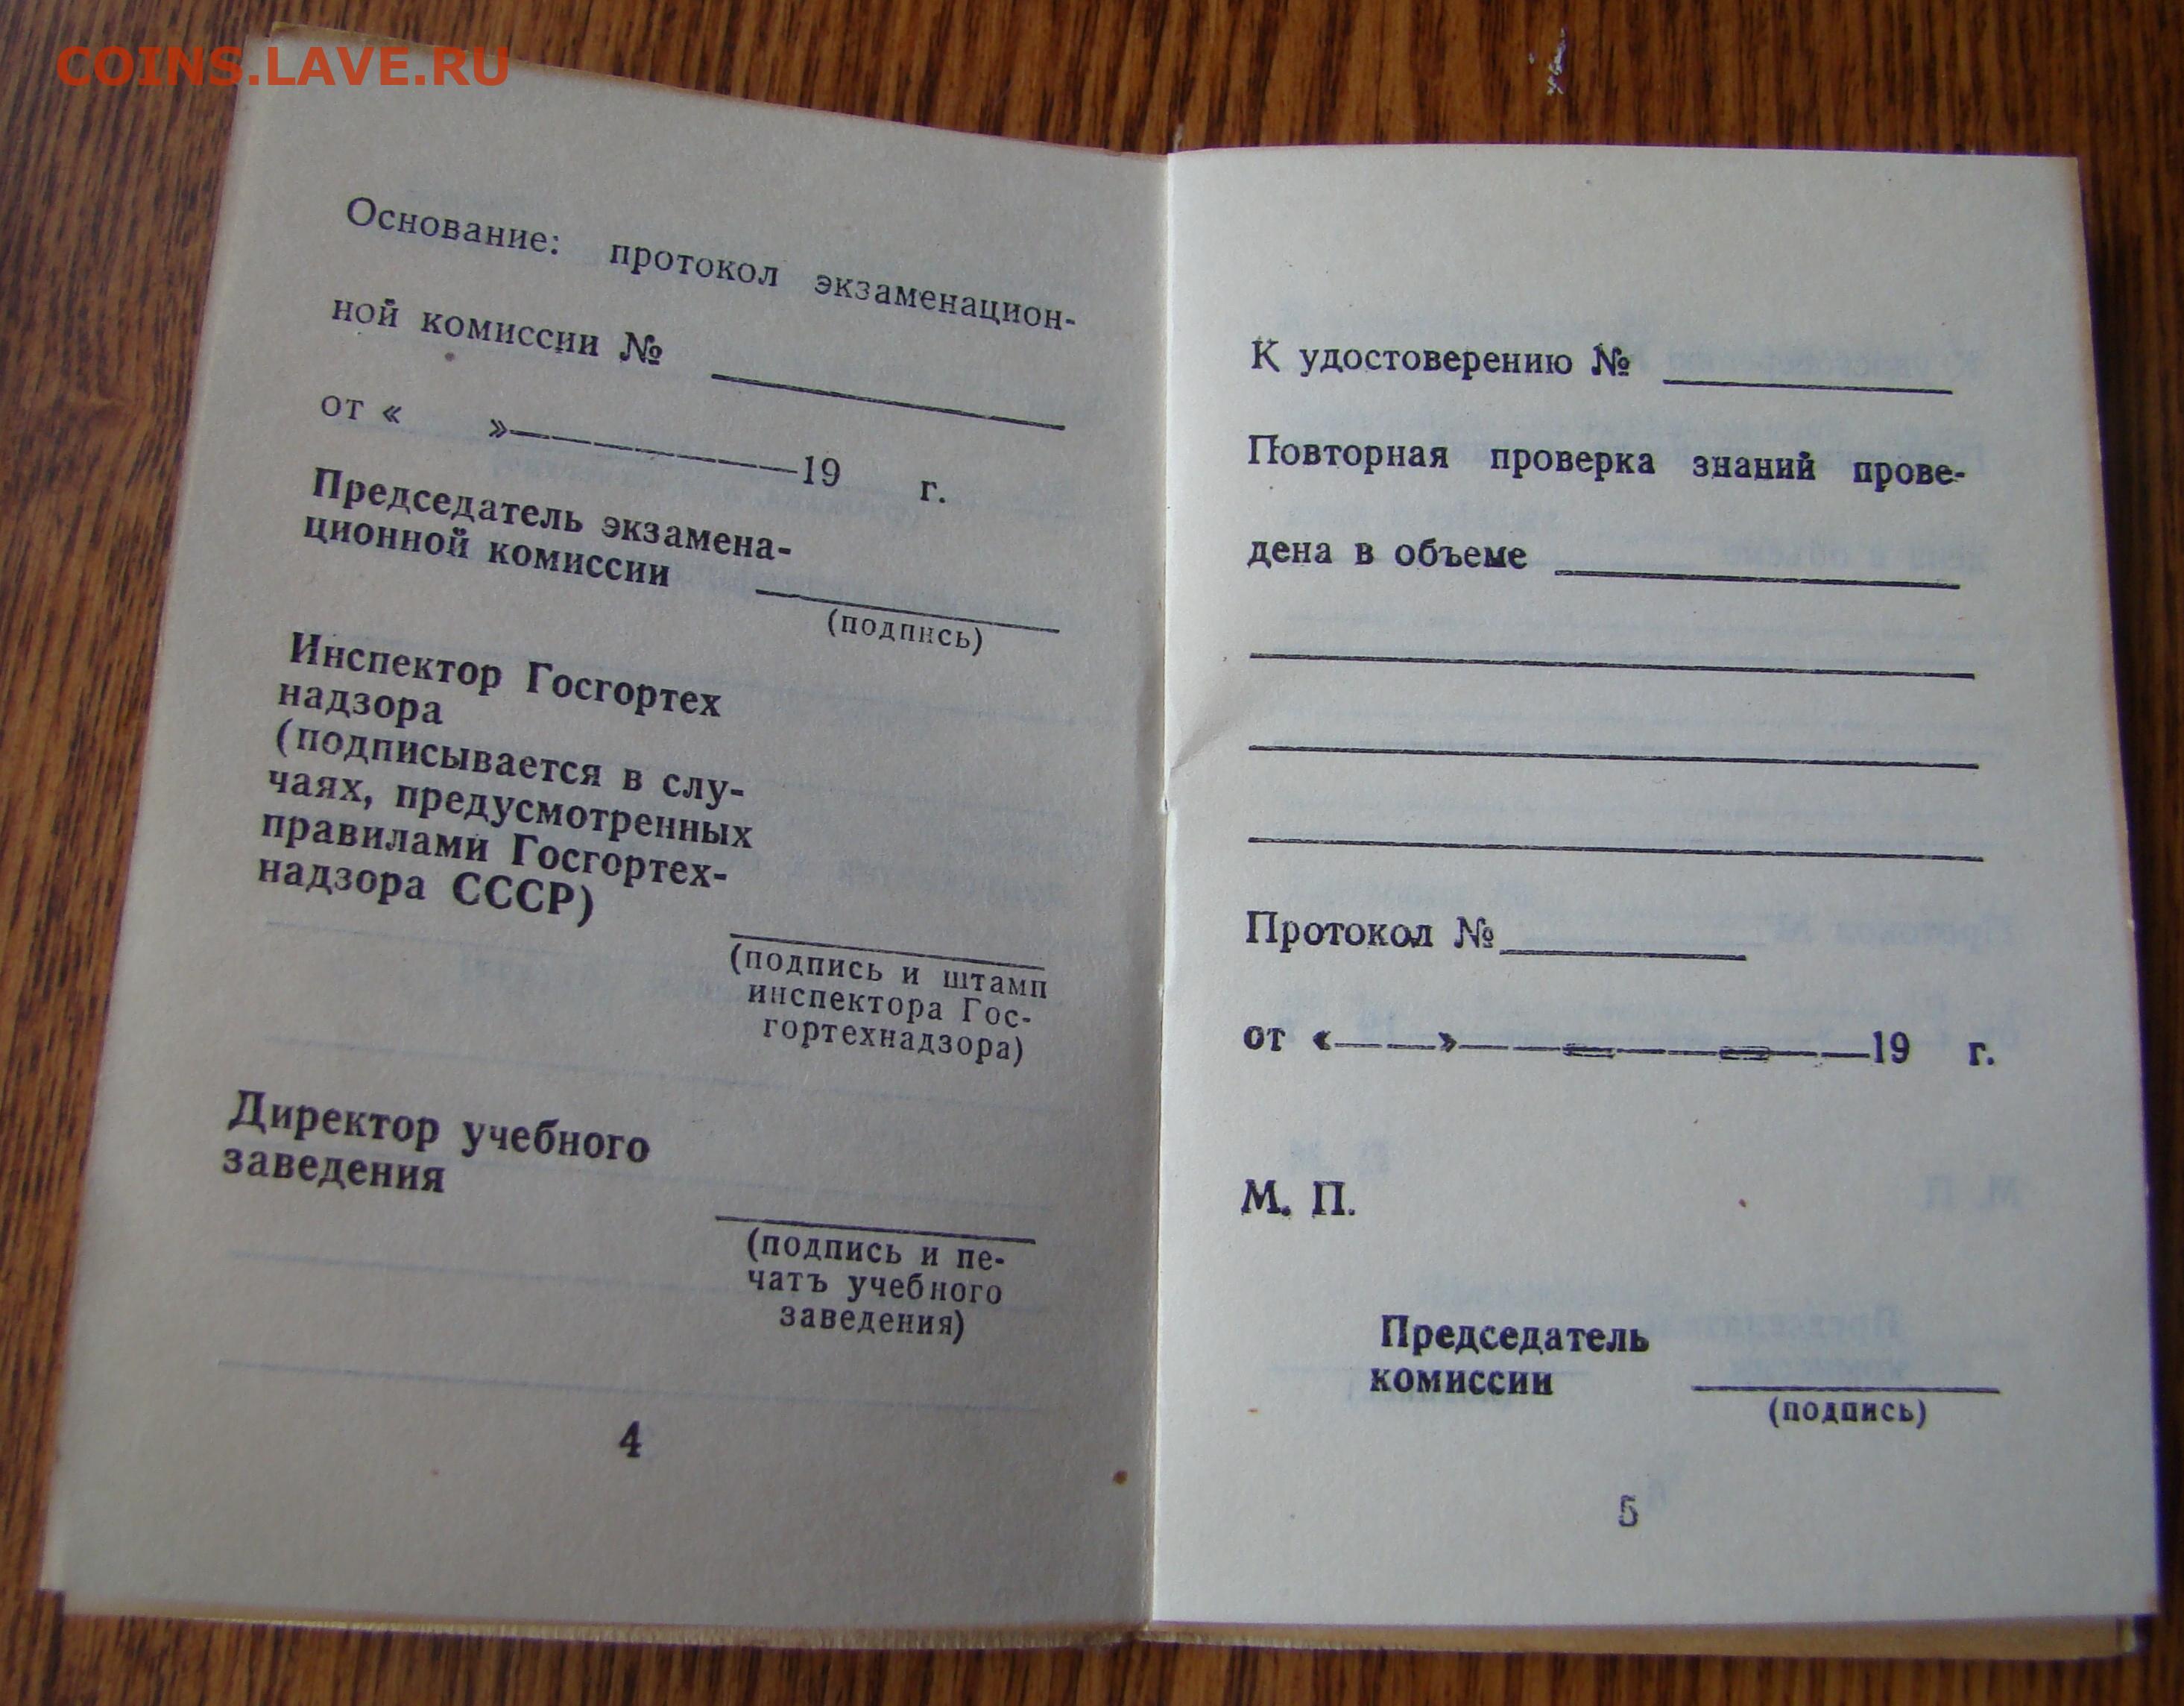 COINS.LAVE.RU
Основание: протокол экзаменацион-
ной комиссии №
от « » 19 г.
Председатель экзамена-
ционной комиссии
(подпись)
Инспектор Госгортех
надзора
(подписывается в слу-
чаях, предусмотренных
правилами Госгортех-
надзора СССР)
(подпись и штамп
инспектора Гос-
гортехнадзора)
Директор учебного
заведения
(подпись и пе-
чатъ учебного
заведения)
4
К удостоверению №
Повторная проверка знаний прове-
дена в объеме
Протокол №
от « » 19 г.
М. П.
Председатель
комиссии
(подпись)
5